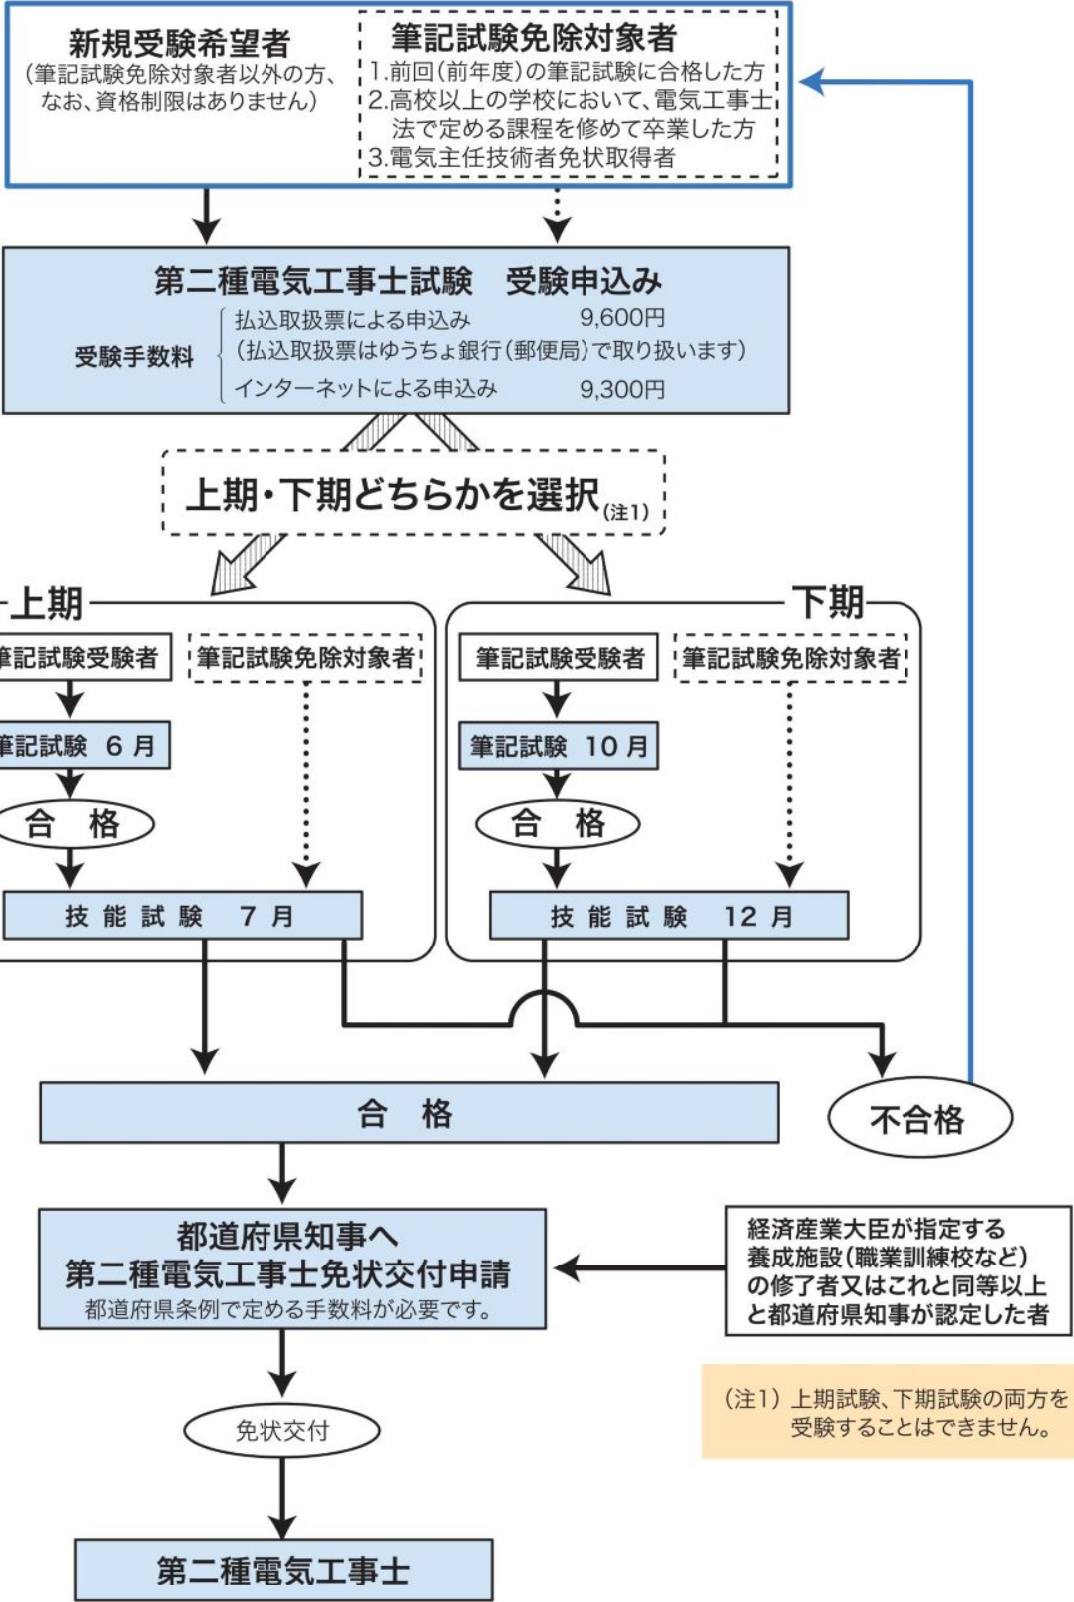 新規受験希望者
(筆記試験免除対象者以外の方、
なお、資格制限はありません)
筆記試験免除対象者
1.前回(前年度)の筆記試験に合格した方
2.高校以上の学校において、電気工事士
法で定める課程を修めて卒業した方
3.電気主任技術者免状取得者
第二種電気工事士試験 受験申込み
受験手数料
払込取扱票による申込み 9,600円
(払込取扱票はゆうちょ銀行(郵便局)で取り扱います)
インターネットによる申込み 9,300円
上期・下期どちらかを選択(注1)
上期
筆記試験受験者
筆記試験免除対象者
筆記試験 6月
合格
技能試験 7月
下期
筆記試験受験者
筆記試験免除対象者
筆記試験 10月
合格
技能試験 12月
合格
不合格
都道府県知事へ
第二種電気工事士免状交付申請
都道府県条例で定める手数料が必要です。
経済産業大臣が指定する
養成施設(職業訓練校など)
の修了者又はこれと同等以上
と都道府県知事が認定した者
免状交付
(注1) 上期試験、下期試験の両方を
受験することはできません。
第二種電気工事士